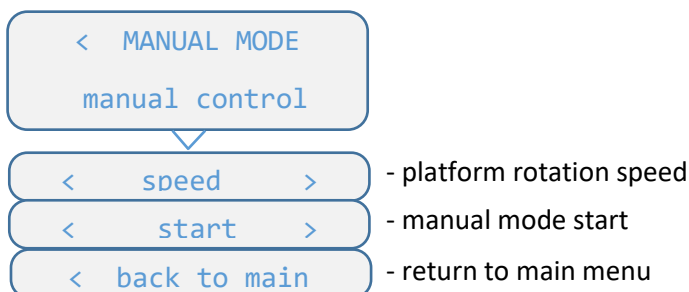 < MANUAL MODE
manual control
< speed > - platform rotation speed
< start > - manual mode start
< back to main - return to main menu